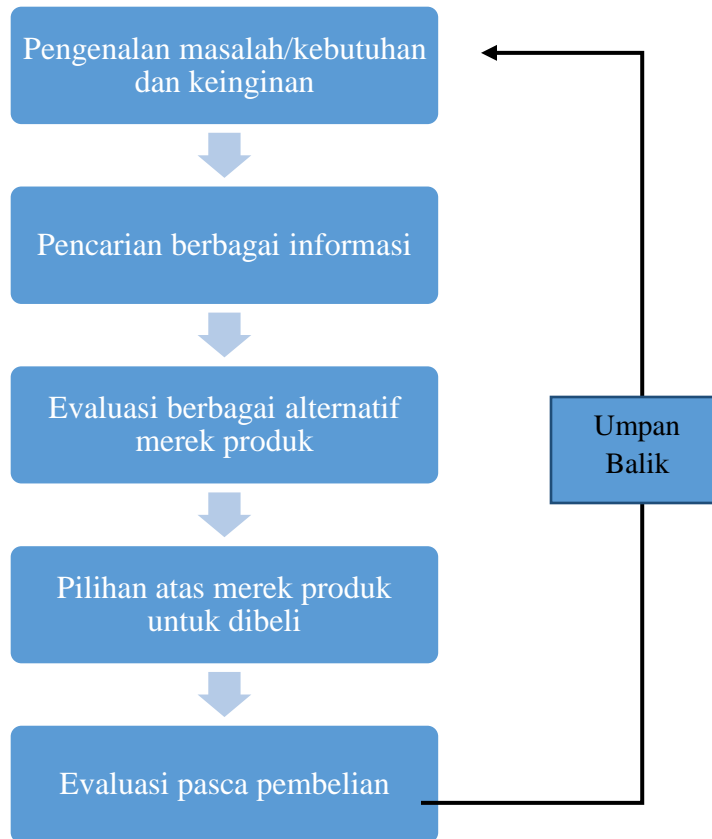 Pengenalan masalah/kebutuhan
dan keinginan
Pencarian berbagai informasi
Evaluasi berbagai alternatif
merek produk
Umpan
Balik
Pilihan atas merek produk
untuk dibeli
Evaluasi pasca pembelian